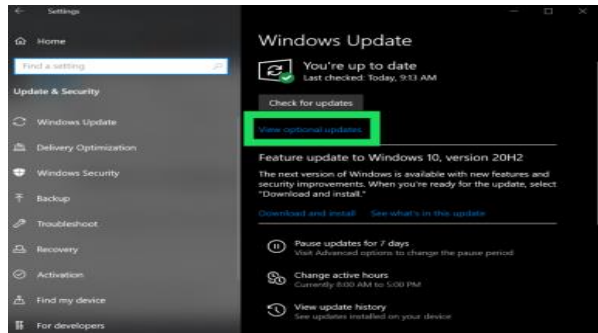 Settings
Home
Find a setting
Update & Security
Windows Update
Delivery Optimization
Windows Security
Backup
Troubleshoot
Recovery
Activation
Find my device
For developers
Windows Update
You're up to date
Last checked: Today, 9:13 AM
Check for updates
View optional updates
Feature update to Windows 10, version 20H2
The next version of Windows is available with new features and
security improvements. When you're ready for the update, select
"Download and install."
Download and install See what's in this update
Pause updates for 7 days
Visit Advanced options to change the pause period
Change active hours
Currently 8:00 AM to 5:00 PM
View update history
See updates installed on your device